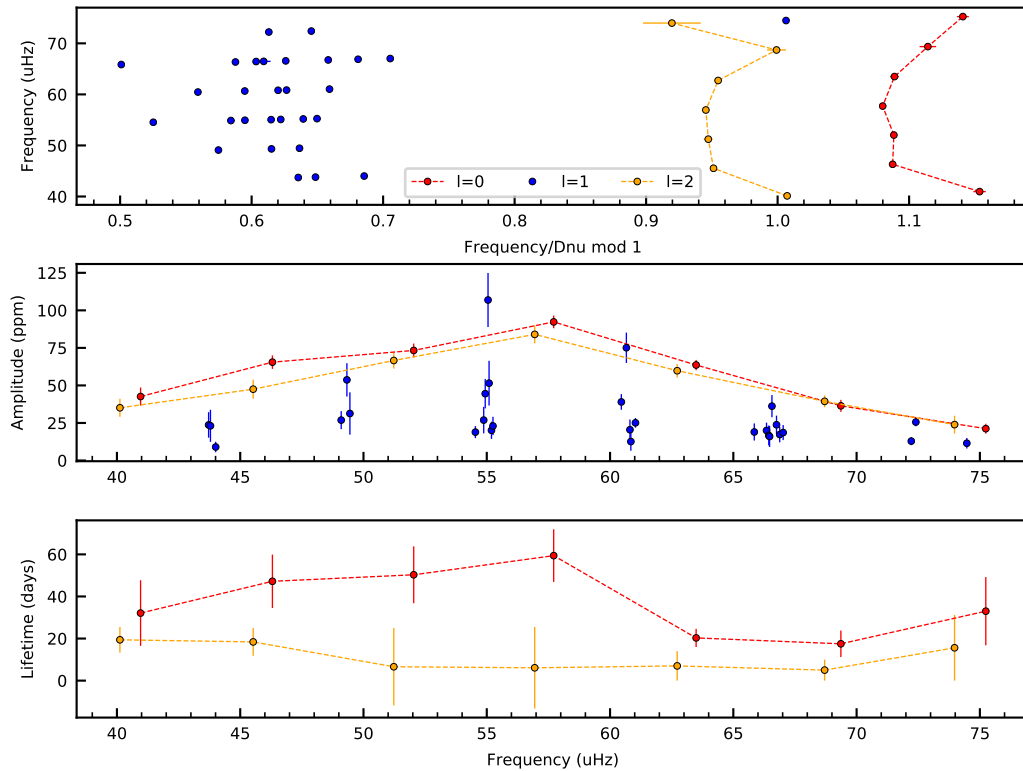 70
60
50
40
Frequency (uHz)
l=0 l=1 l=2
0.5 0.6 0.7 0.8 0.9 1.0 1.1
Frequency/Dnu mod 1
125
100
75
50
25
0
Amplitude (ppm)
40 45 50 55 60 65 70 75
60
40
20
0
Lifetime (days)
40 45 50 55 60 65 70 75
Frequency (uHz)